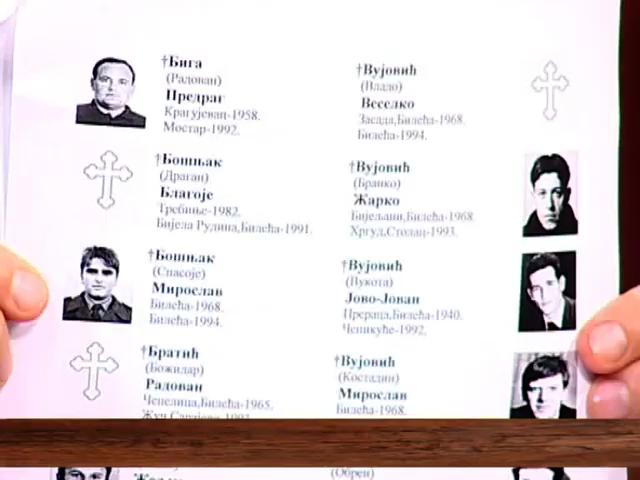 †Бига
(Радован)
Предраг
Крагујевац-1958.
Мостар-1992.
†Бошњак
(Драган)
Благоје
Требиње-1982.
Бијела Рудина,Билећа-1991.
†Бошњак
(Спасоје)
Мирослав
Билећа-1968.
Билећа-1994.
†Братић
(Божидар)
Радован
Чепелица,Билећа-1965.
†Вујовић
(Владо)
Веселко
Засада,Билећа-1968.
Билећа-1994.
†Вујовић
(Бранко)
Жарко
Бијељани,Билећа-1968.
Хргуд,Столац-1993.
†Вујовић
(Вукота)
Јово-Јован
Прераца,Билећа-1940.
Чепикуће-1992.
†Вујовић
(Костадин)
Мирослав
Билећа-1968.
(Обрен)